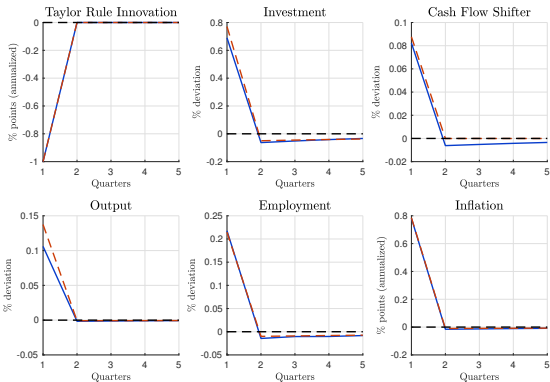 Taylor Rule Innovation
% points (annualized)
0
-0.2
-0.4
-0.6
-0.8
-1
1 2 3 4 5
Quarters
Investment
% deviation
0.8
0.6
0.4
0.2
0
-0.2
1 2 3 4 5
Quarters
Cash Flow Shifter
% deviation
0.1
0.08
0.06
0.04
0.02
0
-0.02
1 2 3 4 5
Quarters
Output
% deviation
0.15
0.1
0.05
0
-0.05
1 2 3 4 5
Quarters
Employment
% deviation
0.25
0.2
0.15
0.1
0.05
0
-0.05
1 2 3 4 5
Quarters
Inflation
% points (annualized)
0.8
0.6
0.4
0.2
0
-0.2
1 2 3 4 5
Quarters